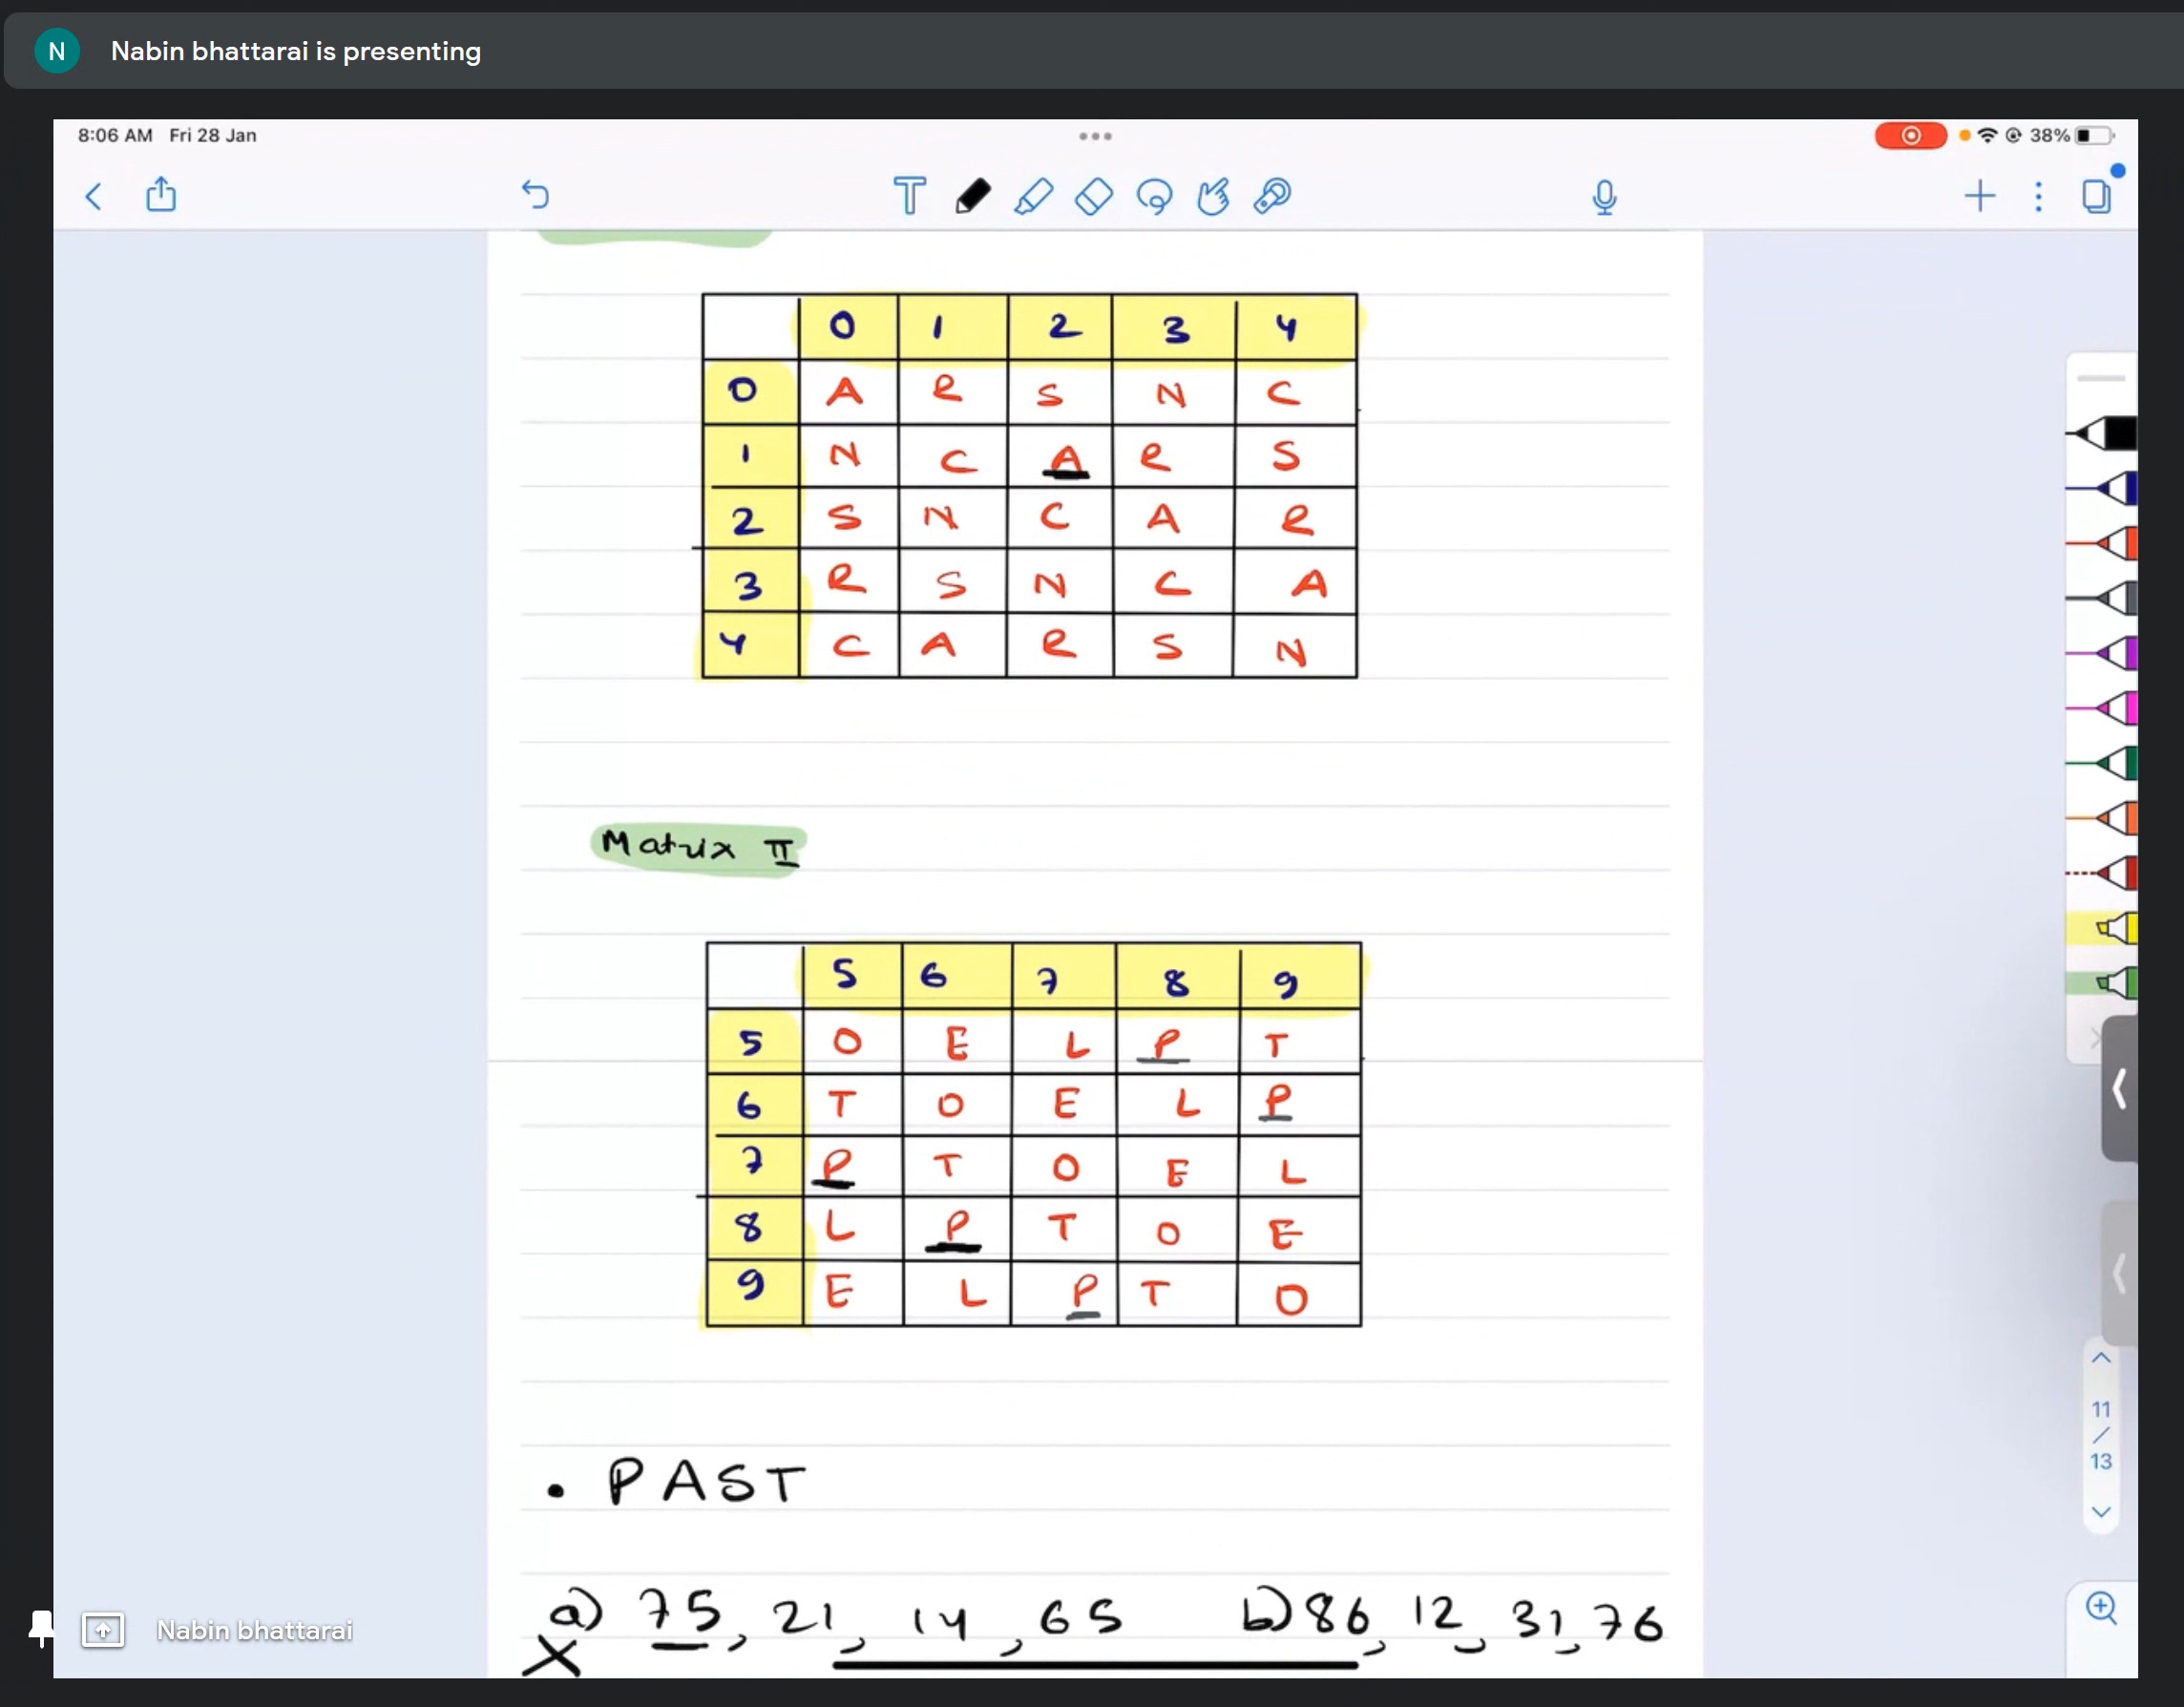 N Nabin bhattarai is presenting
8:06 AM Fri 28 Jan 38%
0 1 2 3 4
0 A R S N C
1 N C A R S
2 S N C A R
3 R S N C A
4 C A R S N
Matrix II
5 6 7 8 9
5 O E L P T
6 T O E L P
7 P T O E L
8 L P T O E
9 E L P T O
11
/
13
• PAST
a) 75, 21, 14, 65 b) 86, 12, 31, 76
X
Nabin bhattarai